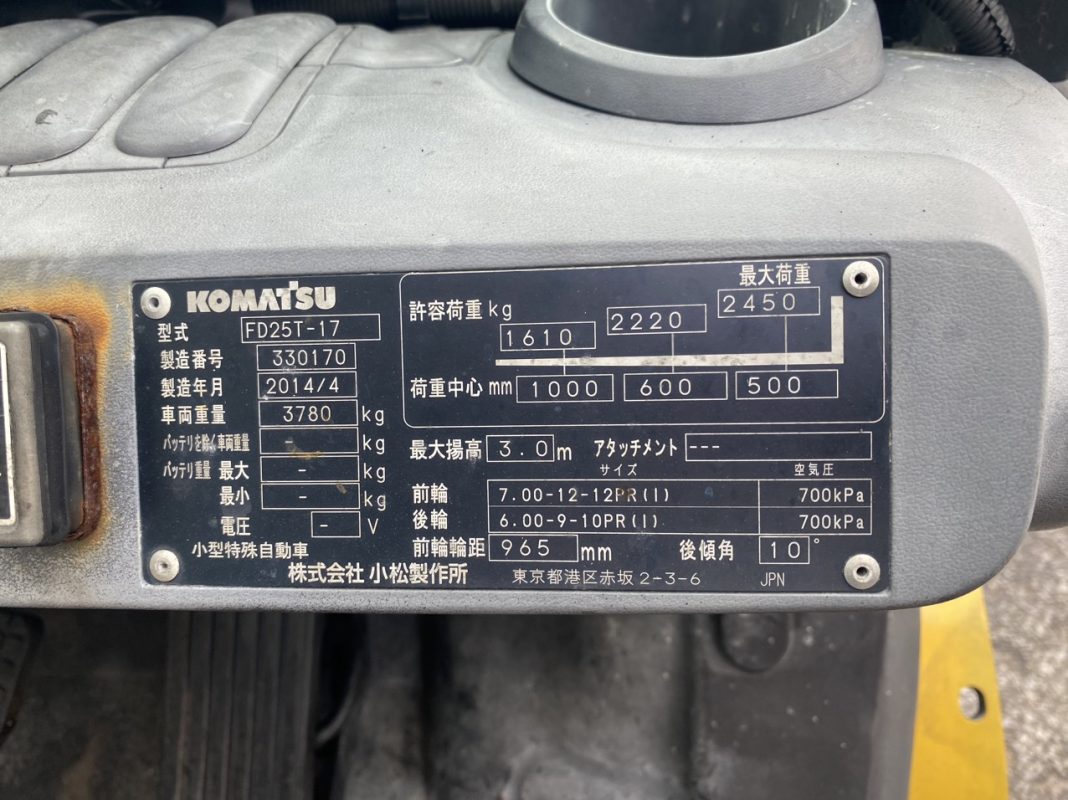 KOMATSU
型式 FD25T-17
製造番号 330170
製造年月 2014/4
車両重量 3780 kg
バッテリを除く車両重量 - kg
バッテリ重量 最大 - kg
最小 - kg
電圧 - V
小型特殊自動車
最大荷重
許容荷重 kg 1610 2220 2450
荷重中心 mm 1000 600 500
最大揚高 3.0 m アタッチメント ---
サイズ 空気圧
前輪 7.00-12-12PR(I) 700kPa
後輪 6.00-9-10PR(I) 700kPa
前輪輪距 965 mm 後傾角 10°
株式会社 小松製作所 東京都港区赤坂 2-3-6 JPN